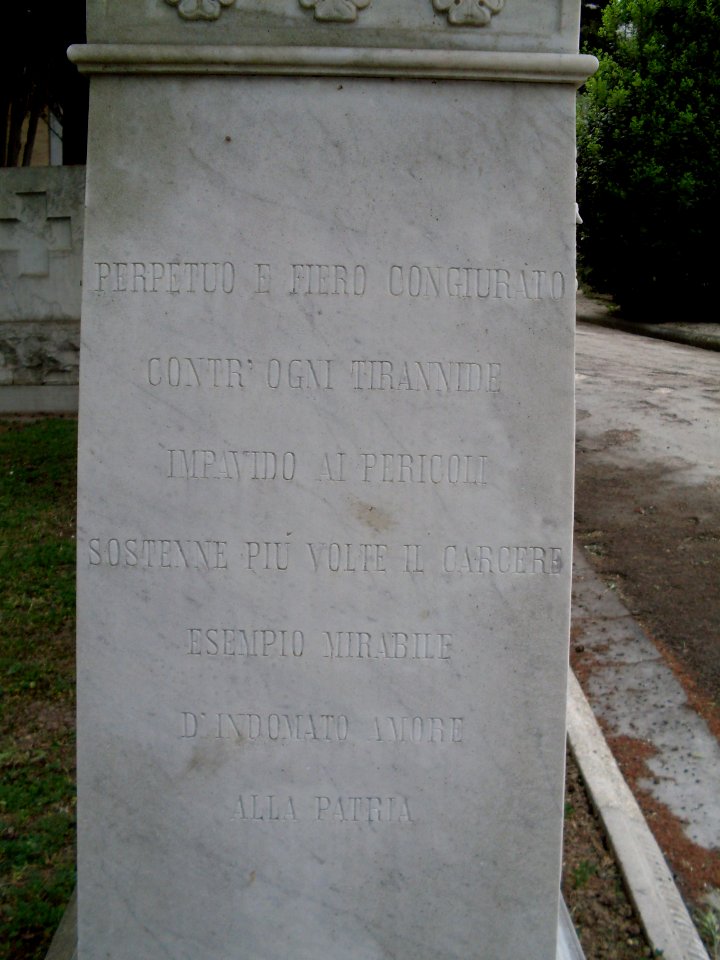 PERPETUO E FIERO CONGIURATO
CONTR' OGNI TIRANNIDE
IMPAVIDO AI PERICOLI
SOSTENNE PIÚ VOLTE IL CARCERE
ESEMPIO MIRABILE
D' INDOMATO AMORE
ALLA PATRIA